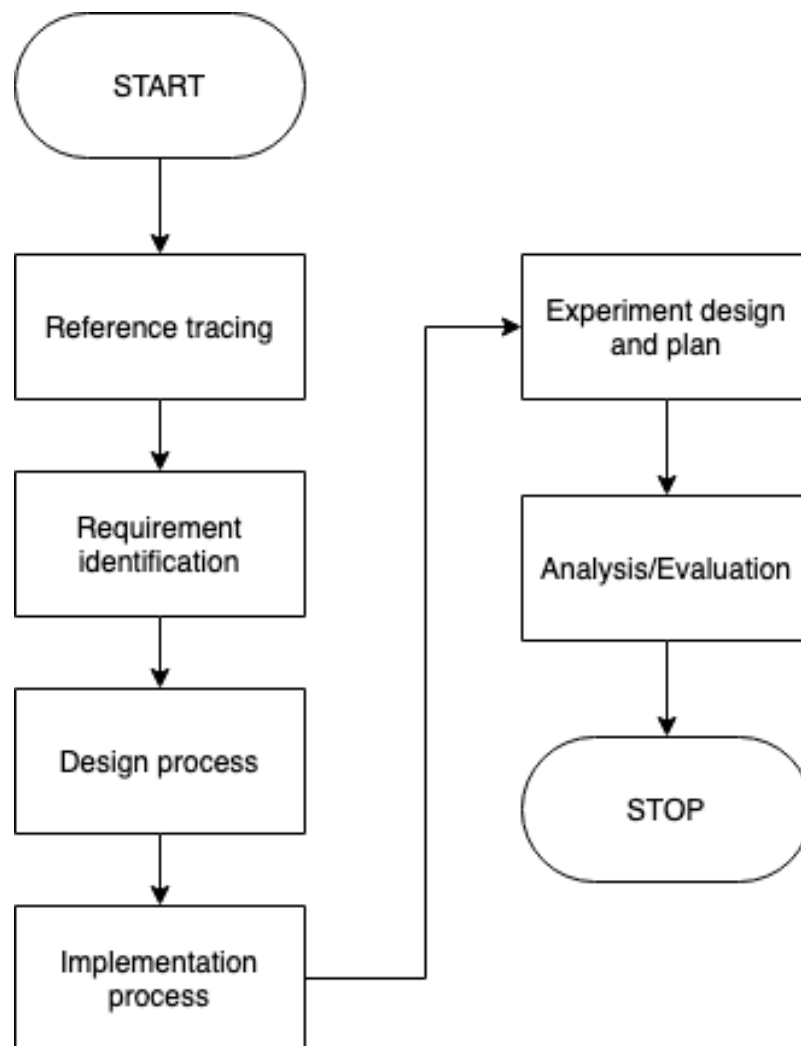 START
Reference tracing
Requirement
identification
Design process
Implementation
process
Experiment design
and plan
Analysis/Evaluation
STOP